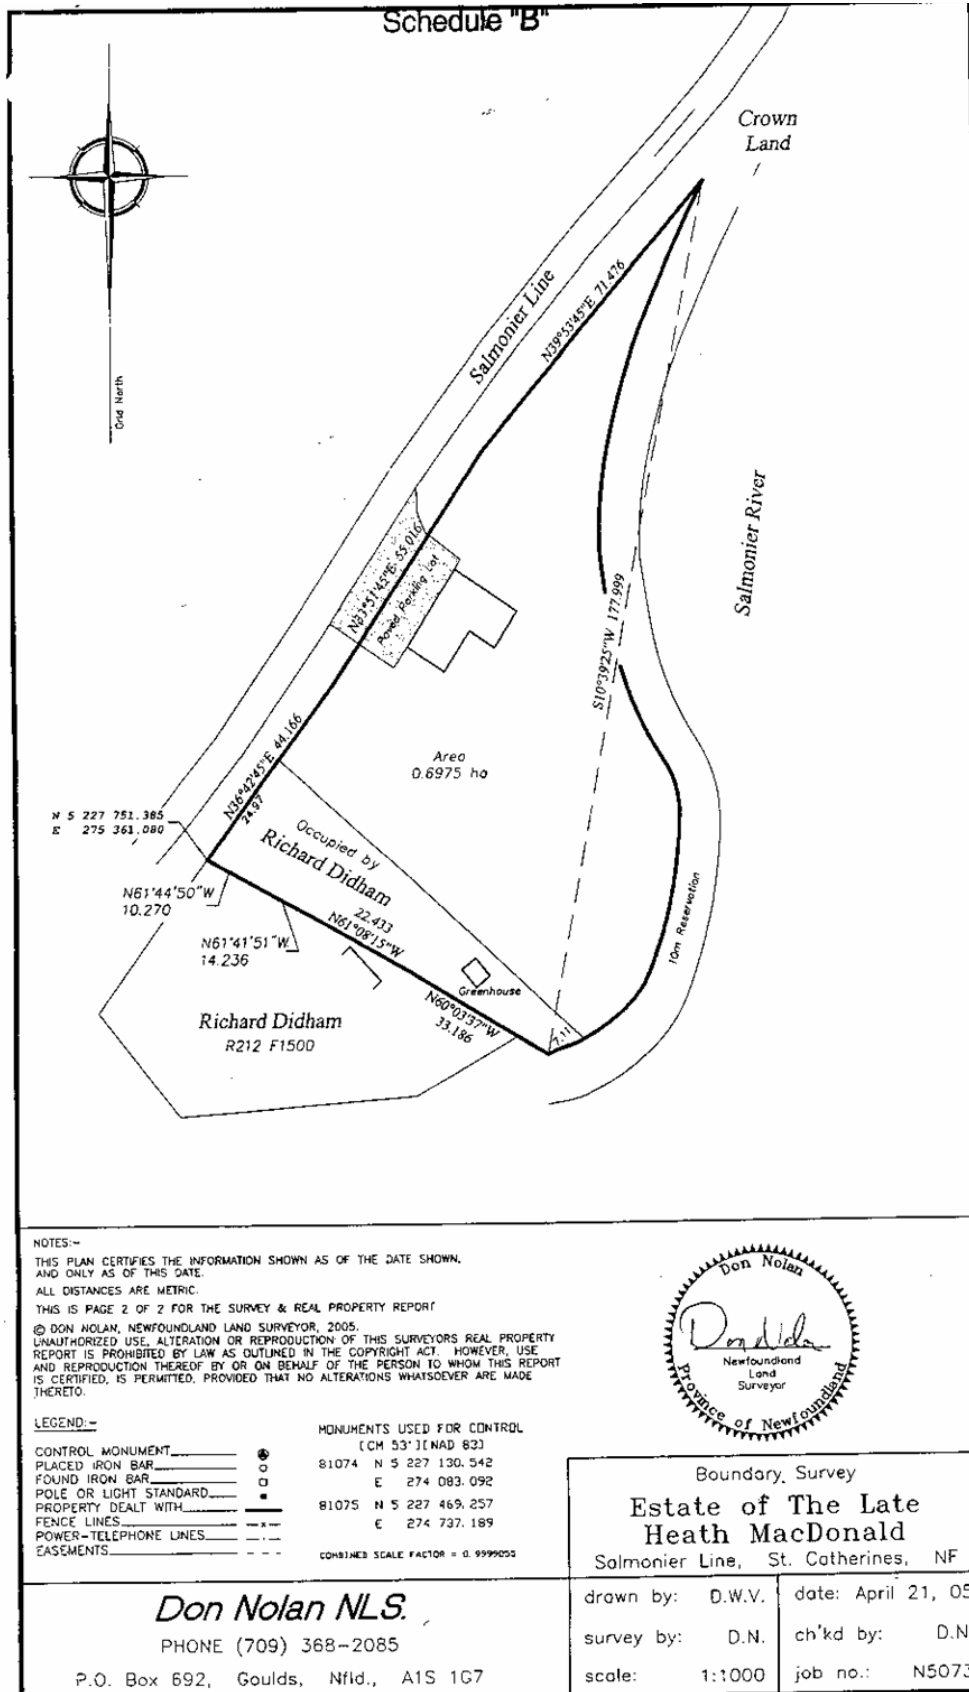 Schedule "B"
Crown
Land
Grid North
Salmonier Line
N39°53'45"E 71.476
Salmonier River
N33°51'45"E 55.016
Paved Parking Lot
S10°39'25"W 177.999
N36°42'45"E 44.166
24.97
Area
0.6975 ha
N 5 227 751.385
E 275 361.080
Occupied by
Richard Didham
N61°44'50"W
10.270
22.433
N61°08'15"W
N61°41'51"W
14.236
10m Reservation
Greenhouse
N60°03'37"W
33.186
7.11
Richard Didham
R212 F1500
NOTES:-
THIS PLAN CERTIFIES THE INFORMATION SHOWN AS OF THE DATE SHOWN,
AND ONLY AS OF THIS DATE.
ALL DISTANCES ARE METRIC.
THIS IS PAGE 2 OF 2 FOR THE SURVEY & REAL PROPERTY REPORT
© DON NOLAN, NEWFOUNDLAND LAND SURVEYOR, 2005.
UNAUTHORIZED USE, ALTERATION OR REPRODUCTION OF THIS SURVEYORS REAL PROPERTY
REPORT IS PROHIBITED BY LAW AS OUTLINED IN THE COPYRIGHT ACT. HOWEVER, USE
AND REPRODUCTION THEREOF BY OR ON BEHALF OF THE PERSON TO WHOM THIS REPORT
IS CERTIFIED, IS PERMITTED, PROVIDED THAT NO ALTERATIONS WHATSOEVER ARE MADE
THERETO.
Don Nolan
Don Nolan
Newfoundland
Land
Surveyor
Province of Newfoundland
LEGEND:-
CONTROL MONUMENT
PLACED IRON BAR
FOUND IRON BAR
POLE OR LIGHT STANDARD
PROPERTY DEALT WITH
FENCE LINES
POWER-TELEPHONE LINES
EASEMENTS
MONUMENTS USED FOR CONTROL
[CM 53°][NAD 83]
81074 N 5 227 130.542
E 274 083.092
81075 N 5 227 469.257
E 274 737.189
COMBINED SCALE FACTOR = 0.9999055
Boundary Survey
Estate of The Late
Heath MacDonald
Salmonier Line, St. Catherines, NF
Don Nolan NLS.
PHONE (709) 368-2085
P.O. Box 692, Goulds, Nfld., A1S 1G7
drawn by: D.W.V.
date: April 21, 05
survey by: D.N.
ch'kd by: D.N
scale: 1:1000
job no.: N5073